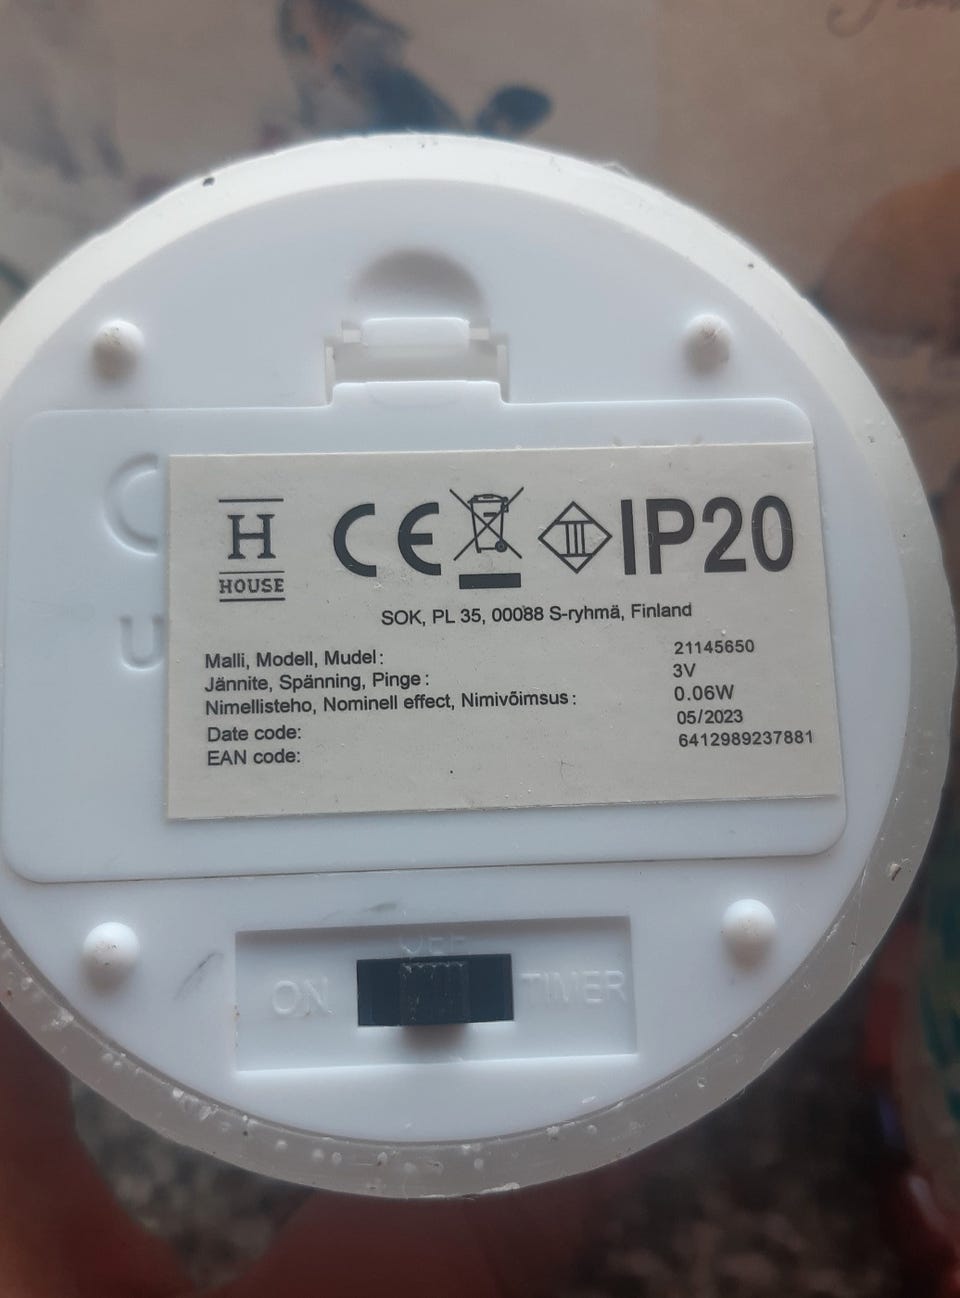 H
HOUSE
CE
IP20
SOK, PL 35, 00088 S-ryhmä, Finland
Malli, Modell, Mudel: 21145650
Jännite, Spänning, Pinge: 3V
Nimellisteho, Nominell effect, Nimivõimsus: 0.06W
Date code: 05/2023
EAN code: 6412989237881
OFF
ON
TIMER